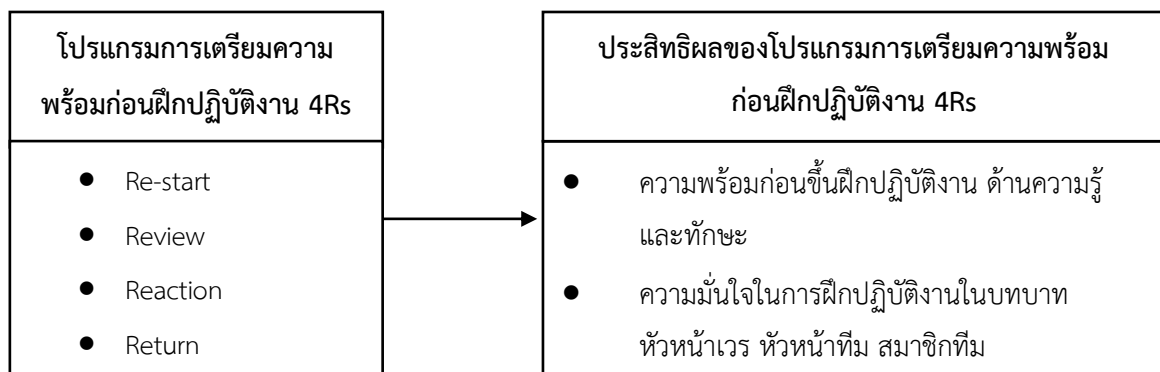 โปรแกรมการเตรียมความ
พร้อมก่อนฝึกปฏิบัติงาน 4Rs
● Re-start
● Review
● Reaction
● Return
ประสิทธิผลของโปรแกรมการเตรียมความพร้อม
ก่อนฝึกปฏิบัติงาน 4Rs
● ความพร้อมก่อนขึ้นฝึกปฏิบัติงาน ด้านความรู้
และทักษะ
● ความมั่นใจในการฝึกปฏิบัติงานในบทบาท
หัวหน้าเวร หัวหน้าทีม สมาชิกทีม